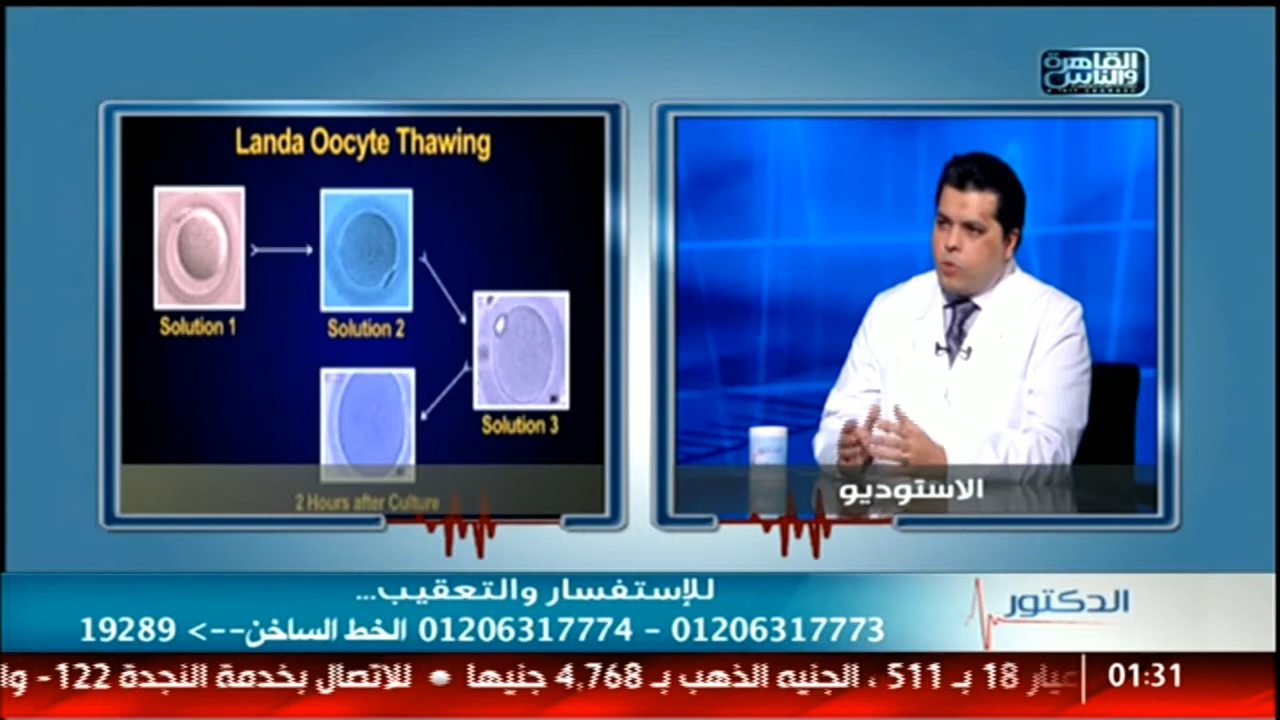 القاهرة
والناس
Landa Oocyte Thawing
Solution 1
Solution 2
Solution 3
2 Hours after Culture
الاستوديو
للإستفسار والتعقيب...
01206317773 - 01206317774 الخط الساخن--> 19289
الدكتور
عيار 18 بـ 511 ، الجنيه الذهب بـ 4,768 جنيها • للاتصال بخدمة النجدة 122- وا
01:31